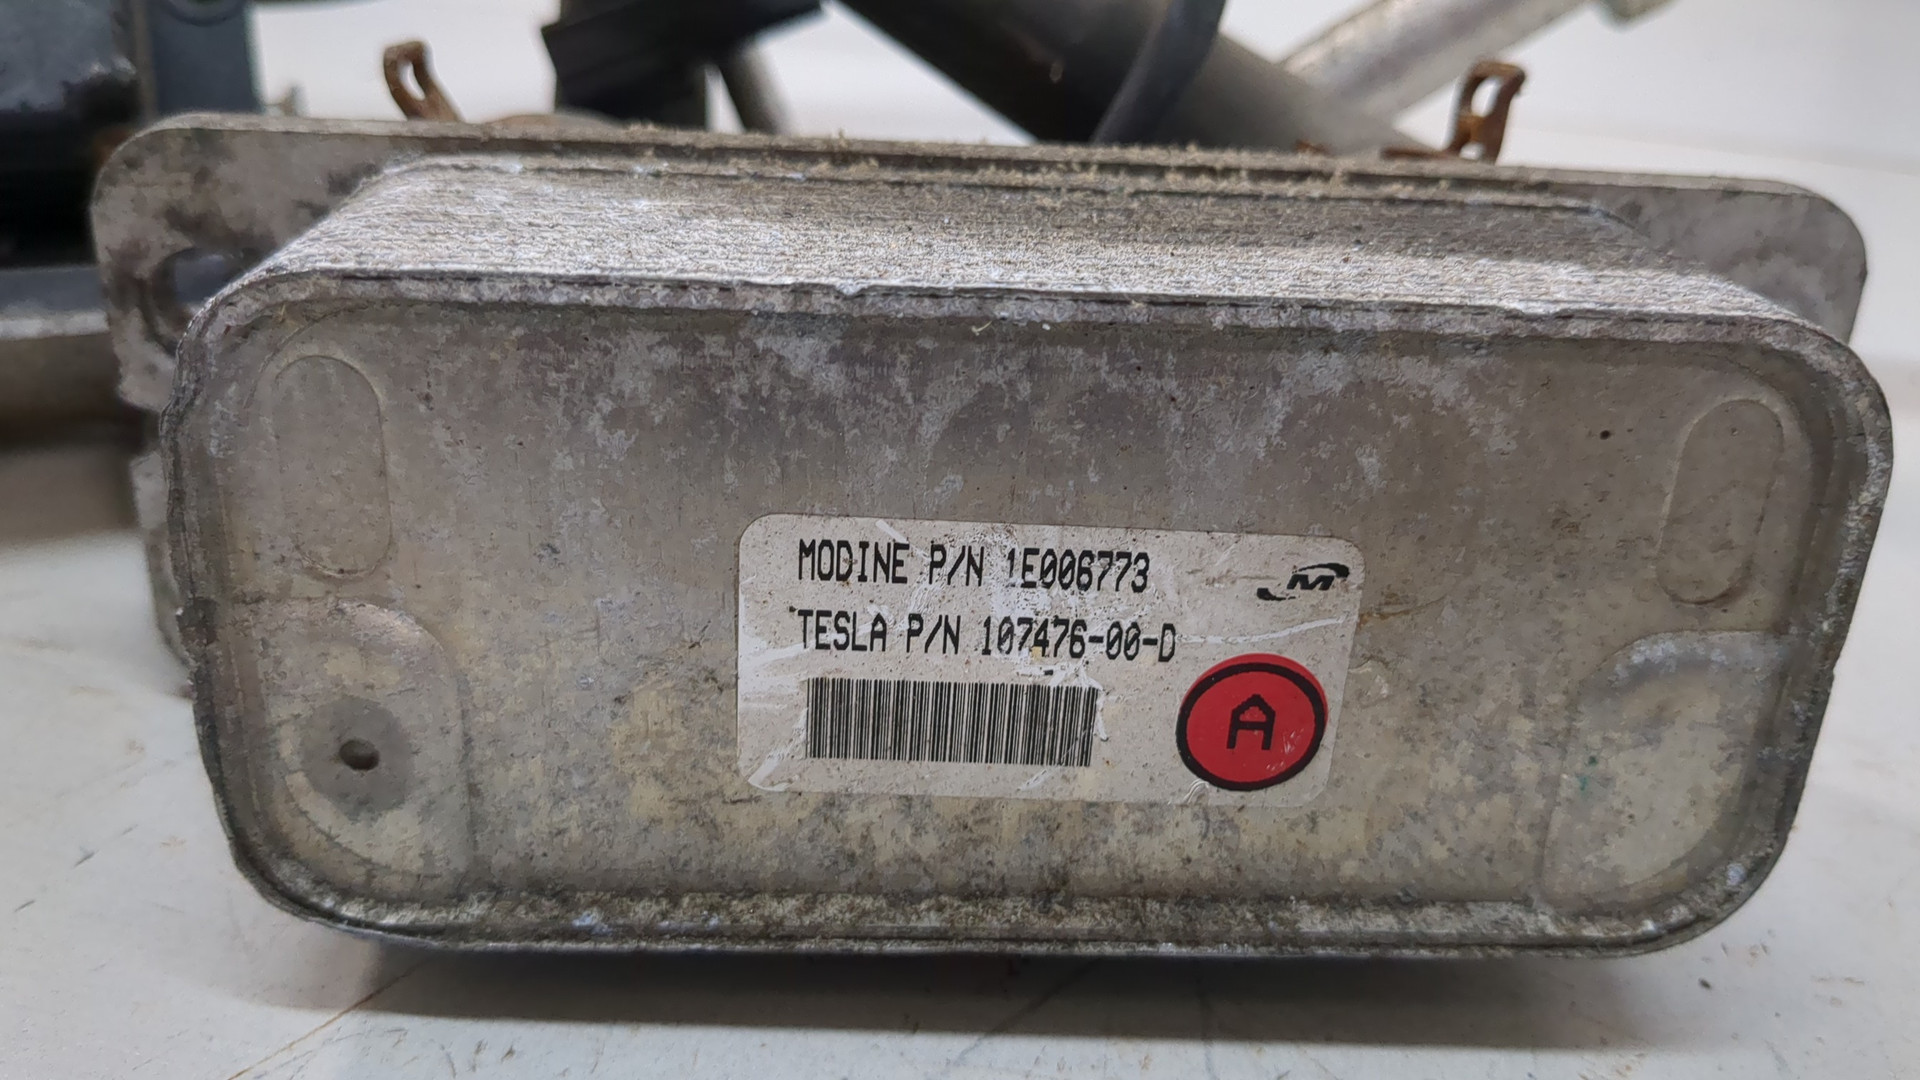 MODINE P/N 1E006773
M
TESLA P/N 107476-00-D
A